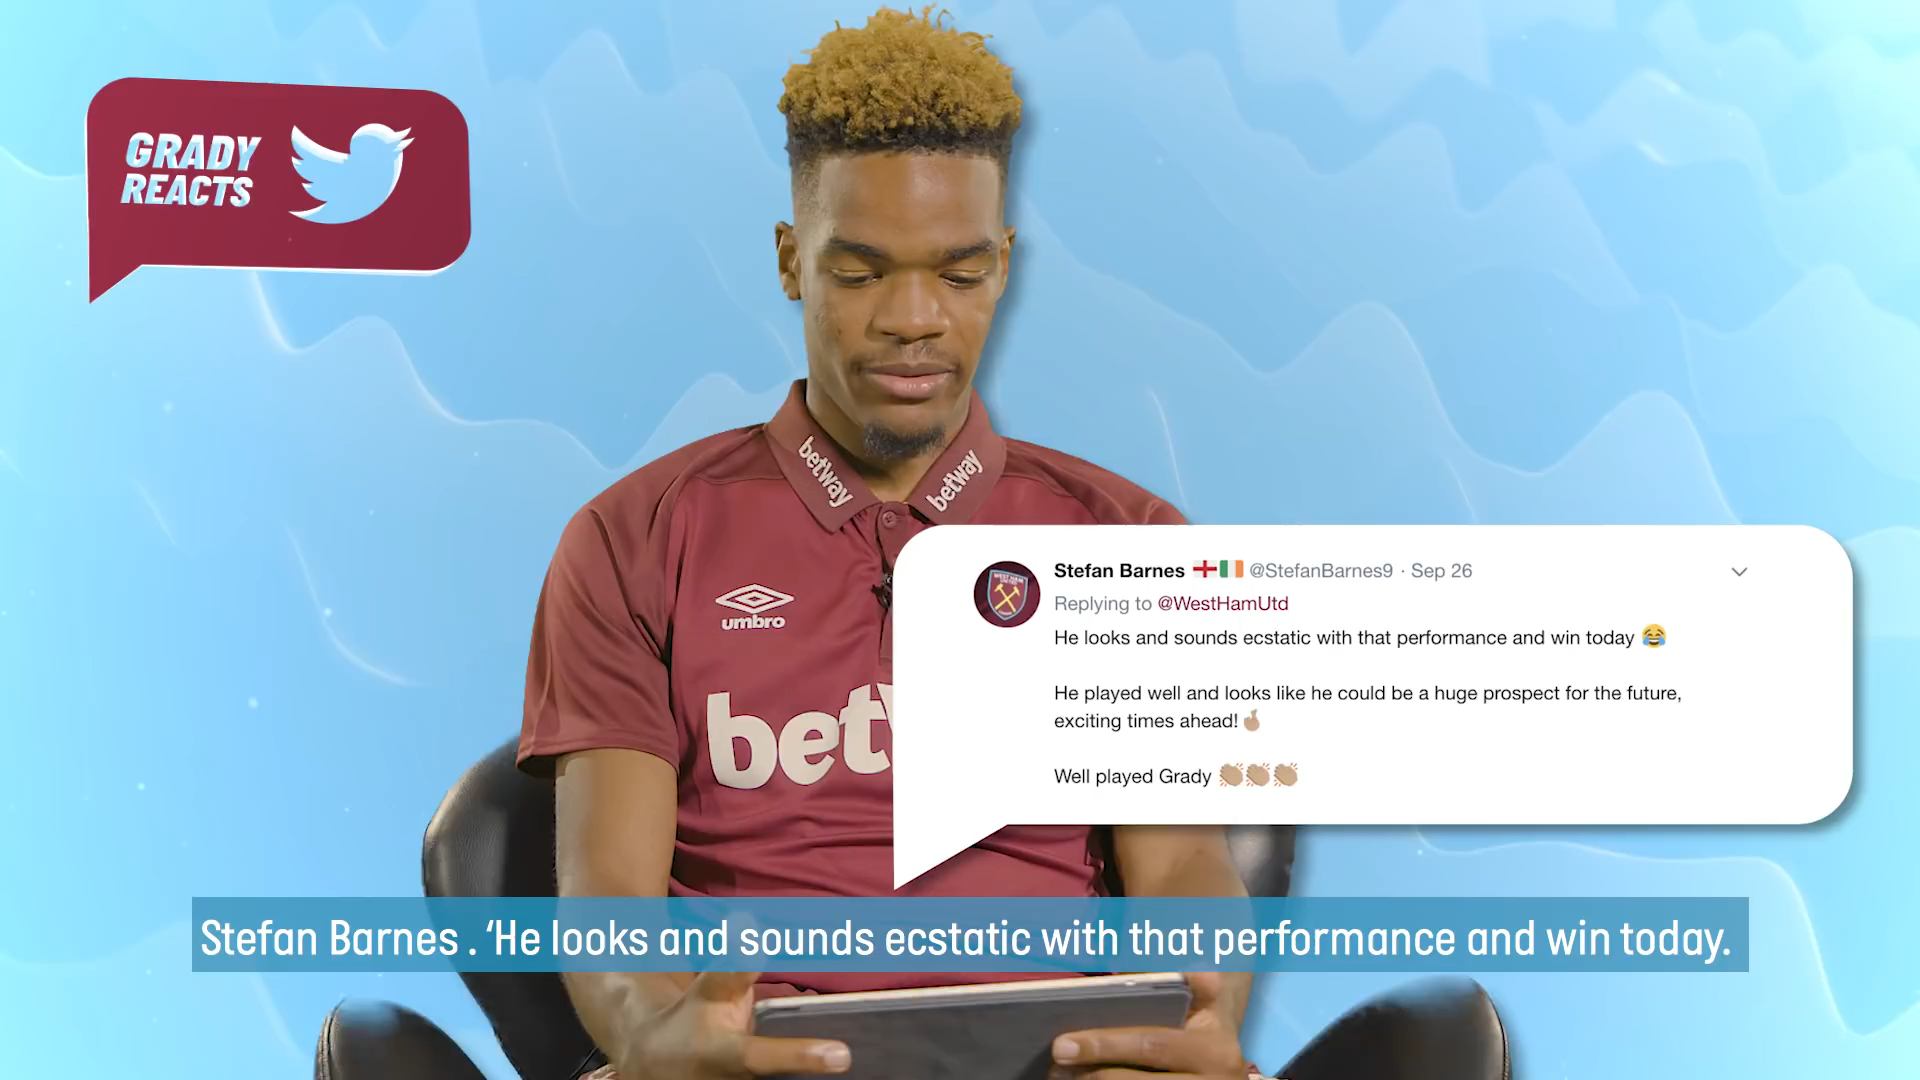 GRADY
REACTS
betway
betway
umbro
bet
WEST HAM
UNITED
Stefan Barnes 🏴󠁧󠁢󠁥󠁮󠁧󠁿🇮🇪 @StefanBarnes9 · Sep 26
Replying to @WestHamUtd
He looks and sounds ecstatic with that performance and win today 😂
He played well and looks like he could be a huge prospect for the future,
exciting times ahead!🤞🏼
Well played Grady 👏🏼👏🏼👏🏼
Stefan Barnes . ‘He looks and sounds ecstatic with that performance and win today.